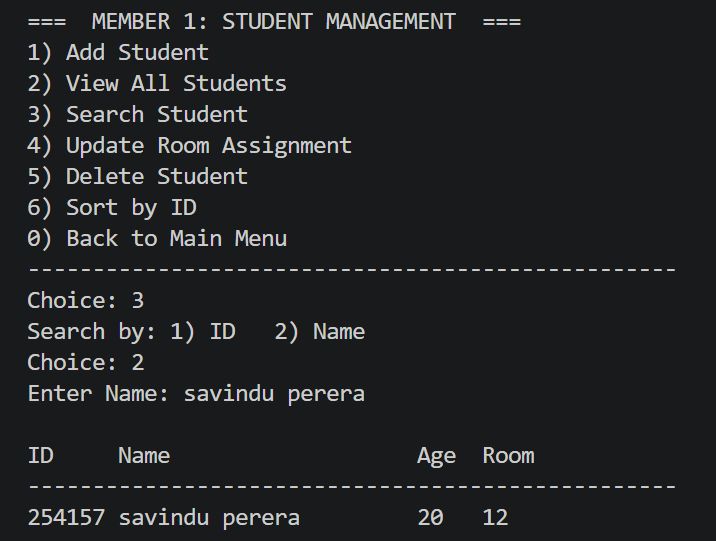 ===  MEMBER 1: STUDENT MANAGEMENT  ===
1) Add Student
2) View All Students
3) Search Student
4) Update Room Assignment
5) Delete Student
6) Sort by ID
0) Back to Main Menu
--------------------------------------------------
Choice: 3
Search by: 1) ID   2) Name
Choice: 2
Enter Name: savindu perera

ID     Name                   Age  Room
--------------------------------------------------
254157 savindu perera         20   12